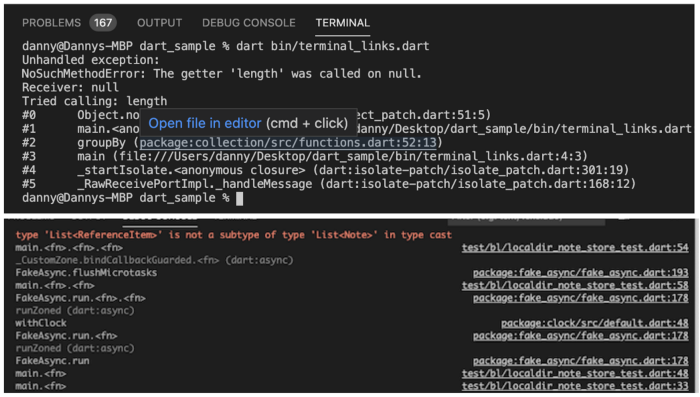 PROBLEMS 167 OUTPUT DEBUG CONSOLE TERMINAL
danny@Dannys-MBP dart_sample % dart bin/terminal_links.dart
Unhandled exception:
NoSuchMethodError: The getter 'length' was called on null.
Receiver: null
Tried calling: length
Open file in editor (cmd + click)
#0 Object.no ect_patch.dart:51:5)
#1 main.<ano /danny/Desktop/dart_sample/bin/terminal_links.dart
#2 groupBy (package:collection/src/functions.dart:52:13)
#3 main (file:///Users/danny/Desktop/dart_sample/bin/terminal_links.dart:4:3)
#4 _startIsolate.<anonymous closure> (dart:isolate-patch/isolate_patch.dart:301:19)
#5 _RawReceivePortImpl._handleMessage (dart:isolate-patch/isolate_patch.dart:168:12)
danny@Dannys-MBP dart_sample %
type 'List<ReferenceItem>' is not a subtype of type 'List<Note>' in type cast
main.<fn>.<fn>.<fn> test/bl/localdir_note_store_test.dart:54
_CustomZone.bindCallbackGuarded.<fn> (dart:async)
FakeAsync.flushMicrotasks package:fake_async/fake_async.dart:193
main.<fn>.<fn> test/bl/localdir_note_store_test.dart:58
FakeAsync.run.<fn>.<fn> package:fake_async/fake_async.dart:178
runZoned (dart:async)
withClock package:clock/src/default.dart:48
FakeAsync.run.<fn> package:fake_async/fake_async.dart:178
runZoned (dart:async)
FakeAsync.run package:fake_async/fake_async.dart:178
main.<fn> test/bl/localdir_note_store_test.dart:48
main.<fn> test/bl/localdir_note_store_test.dart:33